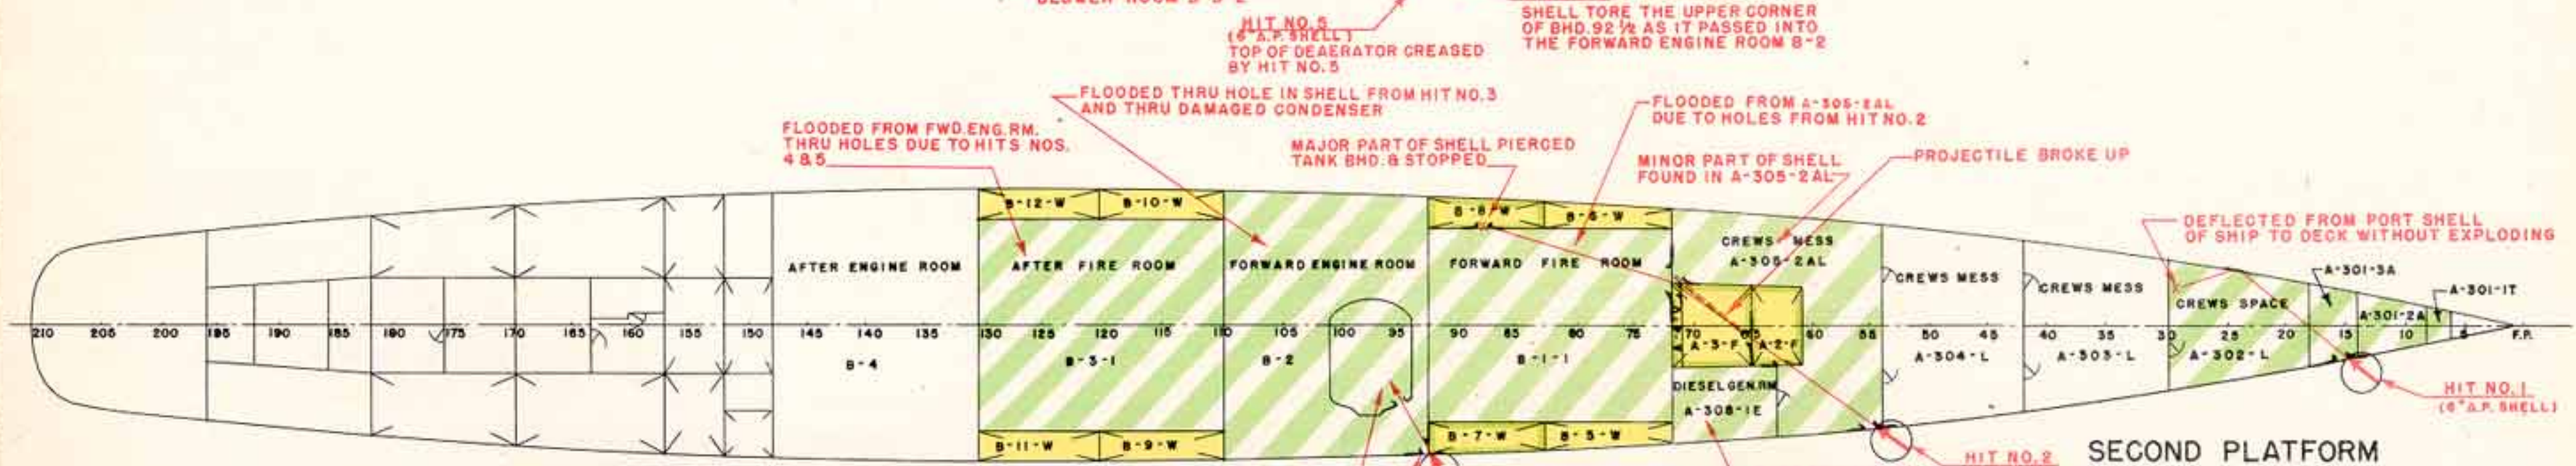 HIT NO. 5
(6" A.P. SHELL)
TOP OF DEAERATOR GREASED
BY HIT NO. 5
SHELL TORE THE UPPER CORNER
OF BHD. 92 ½ AS IT PASSED INTO
THE FORWARD ENGINE ROOM B-2
FLOODED THRU HOLE IN SHELL FROM HIT NO. 3
AND THRU DAMAGED CONDENSER
FLOODED FROM A-305-2AL
DUE TO HOLES FROM HIT NO. 2
FLOODED FROM FWD. ENG. RM.
THRU HOLES DUE TO HITS NOS.
4 & 5
MAJOR PART OF SHELL PIERCED
TANK BHD. & STOPPED
MINOR PART OF SHELL
FOUND IN A-305-2AL
PROJECTILE BROKE UP
DEFLECTED FROM PORT SHELL
OF SHIP TO DECK WITHOUT EXPLODING
B-12-W B-10-W B-8-W B-6-W
CREWS MESS
A-305-2AL
AFTER ENGINE ROOM AFTER FIRE ROOM FORWARD ENGINE ROOM FORWARD FIRE ROOM
CREWS MESS CREWS MESS CREWS SPACE
A-301-3A
A-301-1T
A-301-2A
210 205 200 195 190 185 180 175 170 165 160 155 150 145 140 135 130 125 120 115 110 105 100 95 90 85 80 75 70 65 60 55 50 45 40 35 30 25 20 15 10 5 F.P.
B-4 B-3-1 B-2 B-1-1 A-3-F A-2-F A-304-L A-303-L A-302-L
DIESEL GEN. RM
A-308-1E
HIT NO. 1
(6" A.P. SHELL)
B-11-W B-9-W B-7-W B-5-W
HIT NO. 2
SECOND PLATFORM